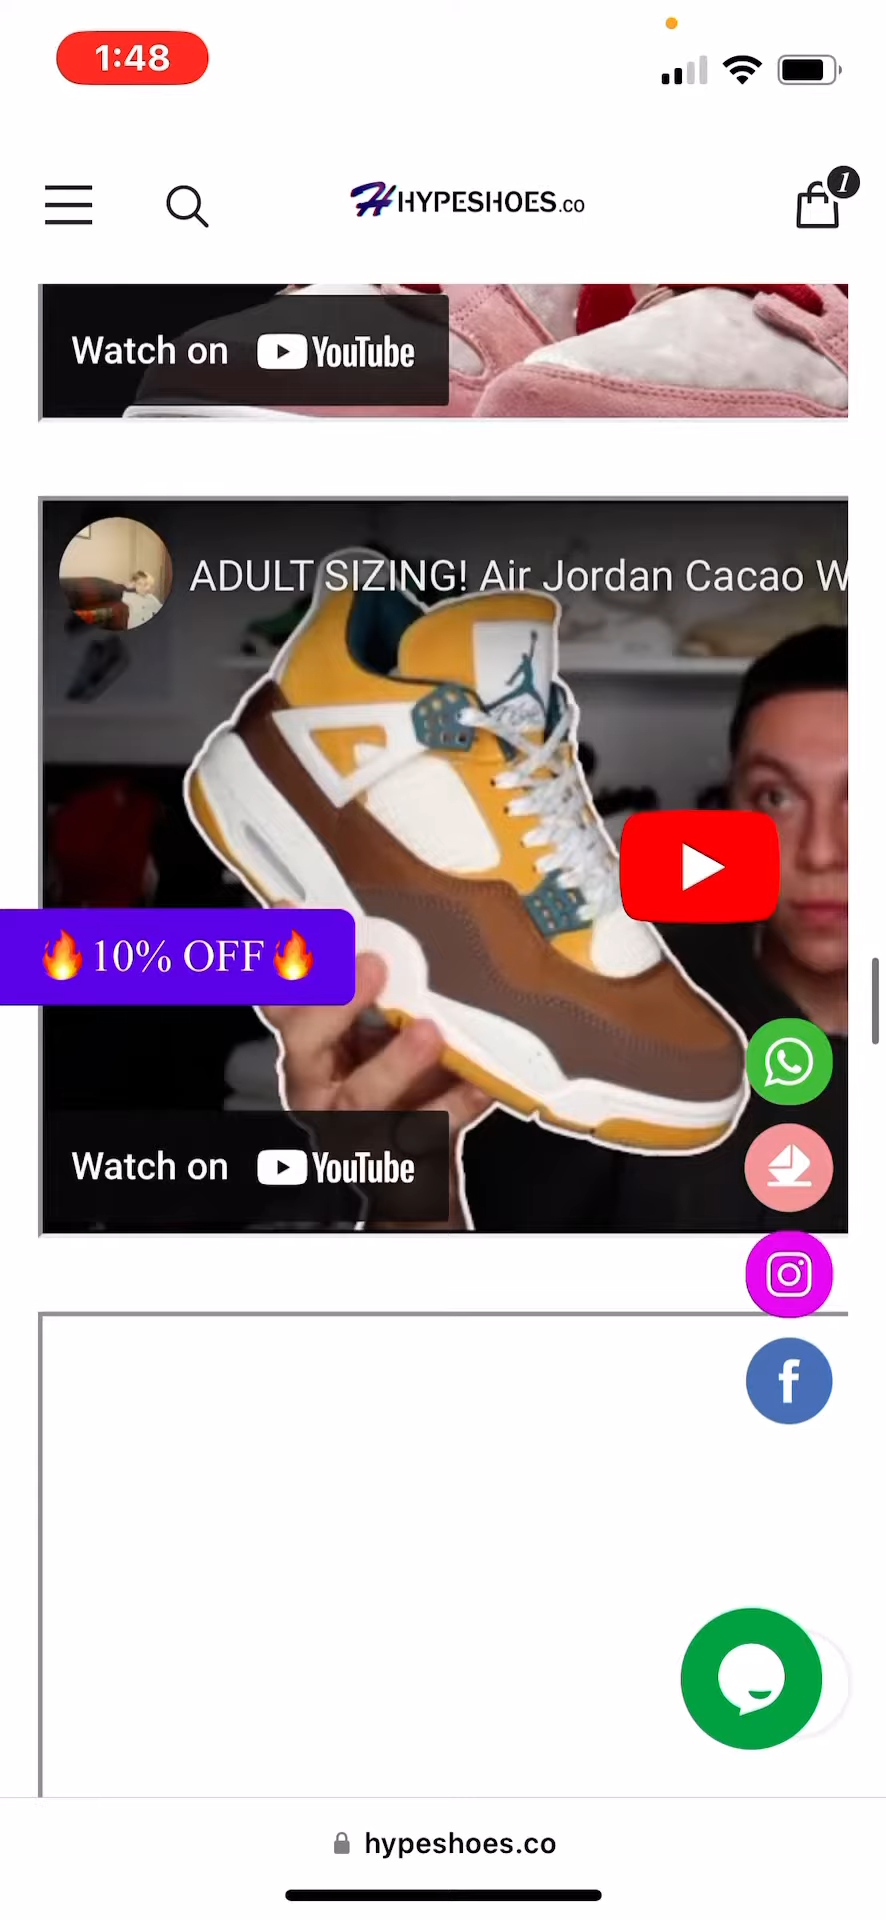 1:48
HYPESHOES.co
1
Watch on YouTube
ADULT SIZING! Air Jordan Cacao W
🔥10% OFF🔥
Watch on YouTube
hypeshoes.co